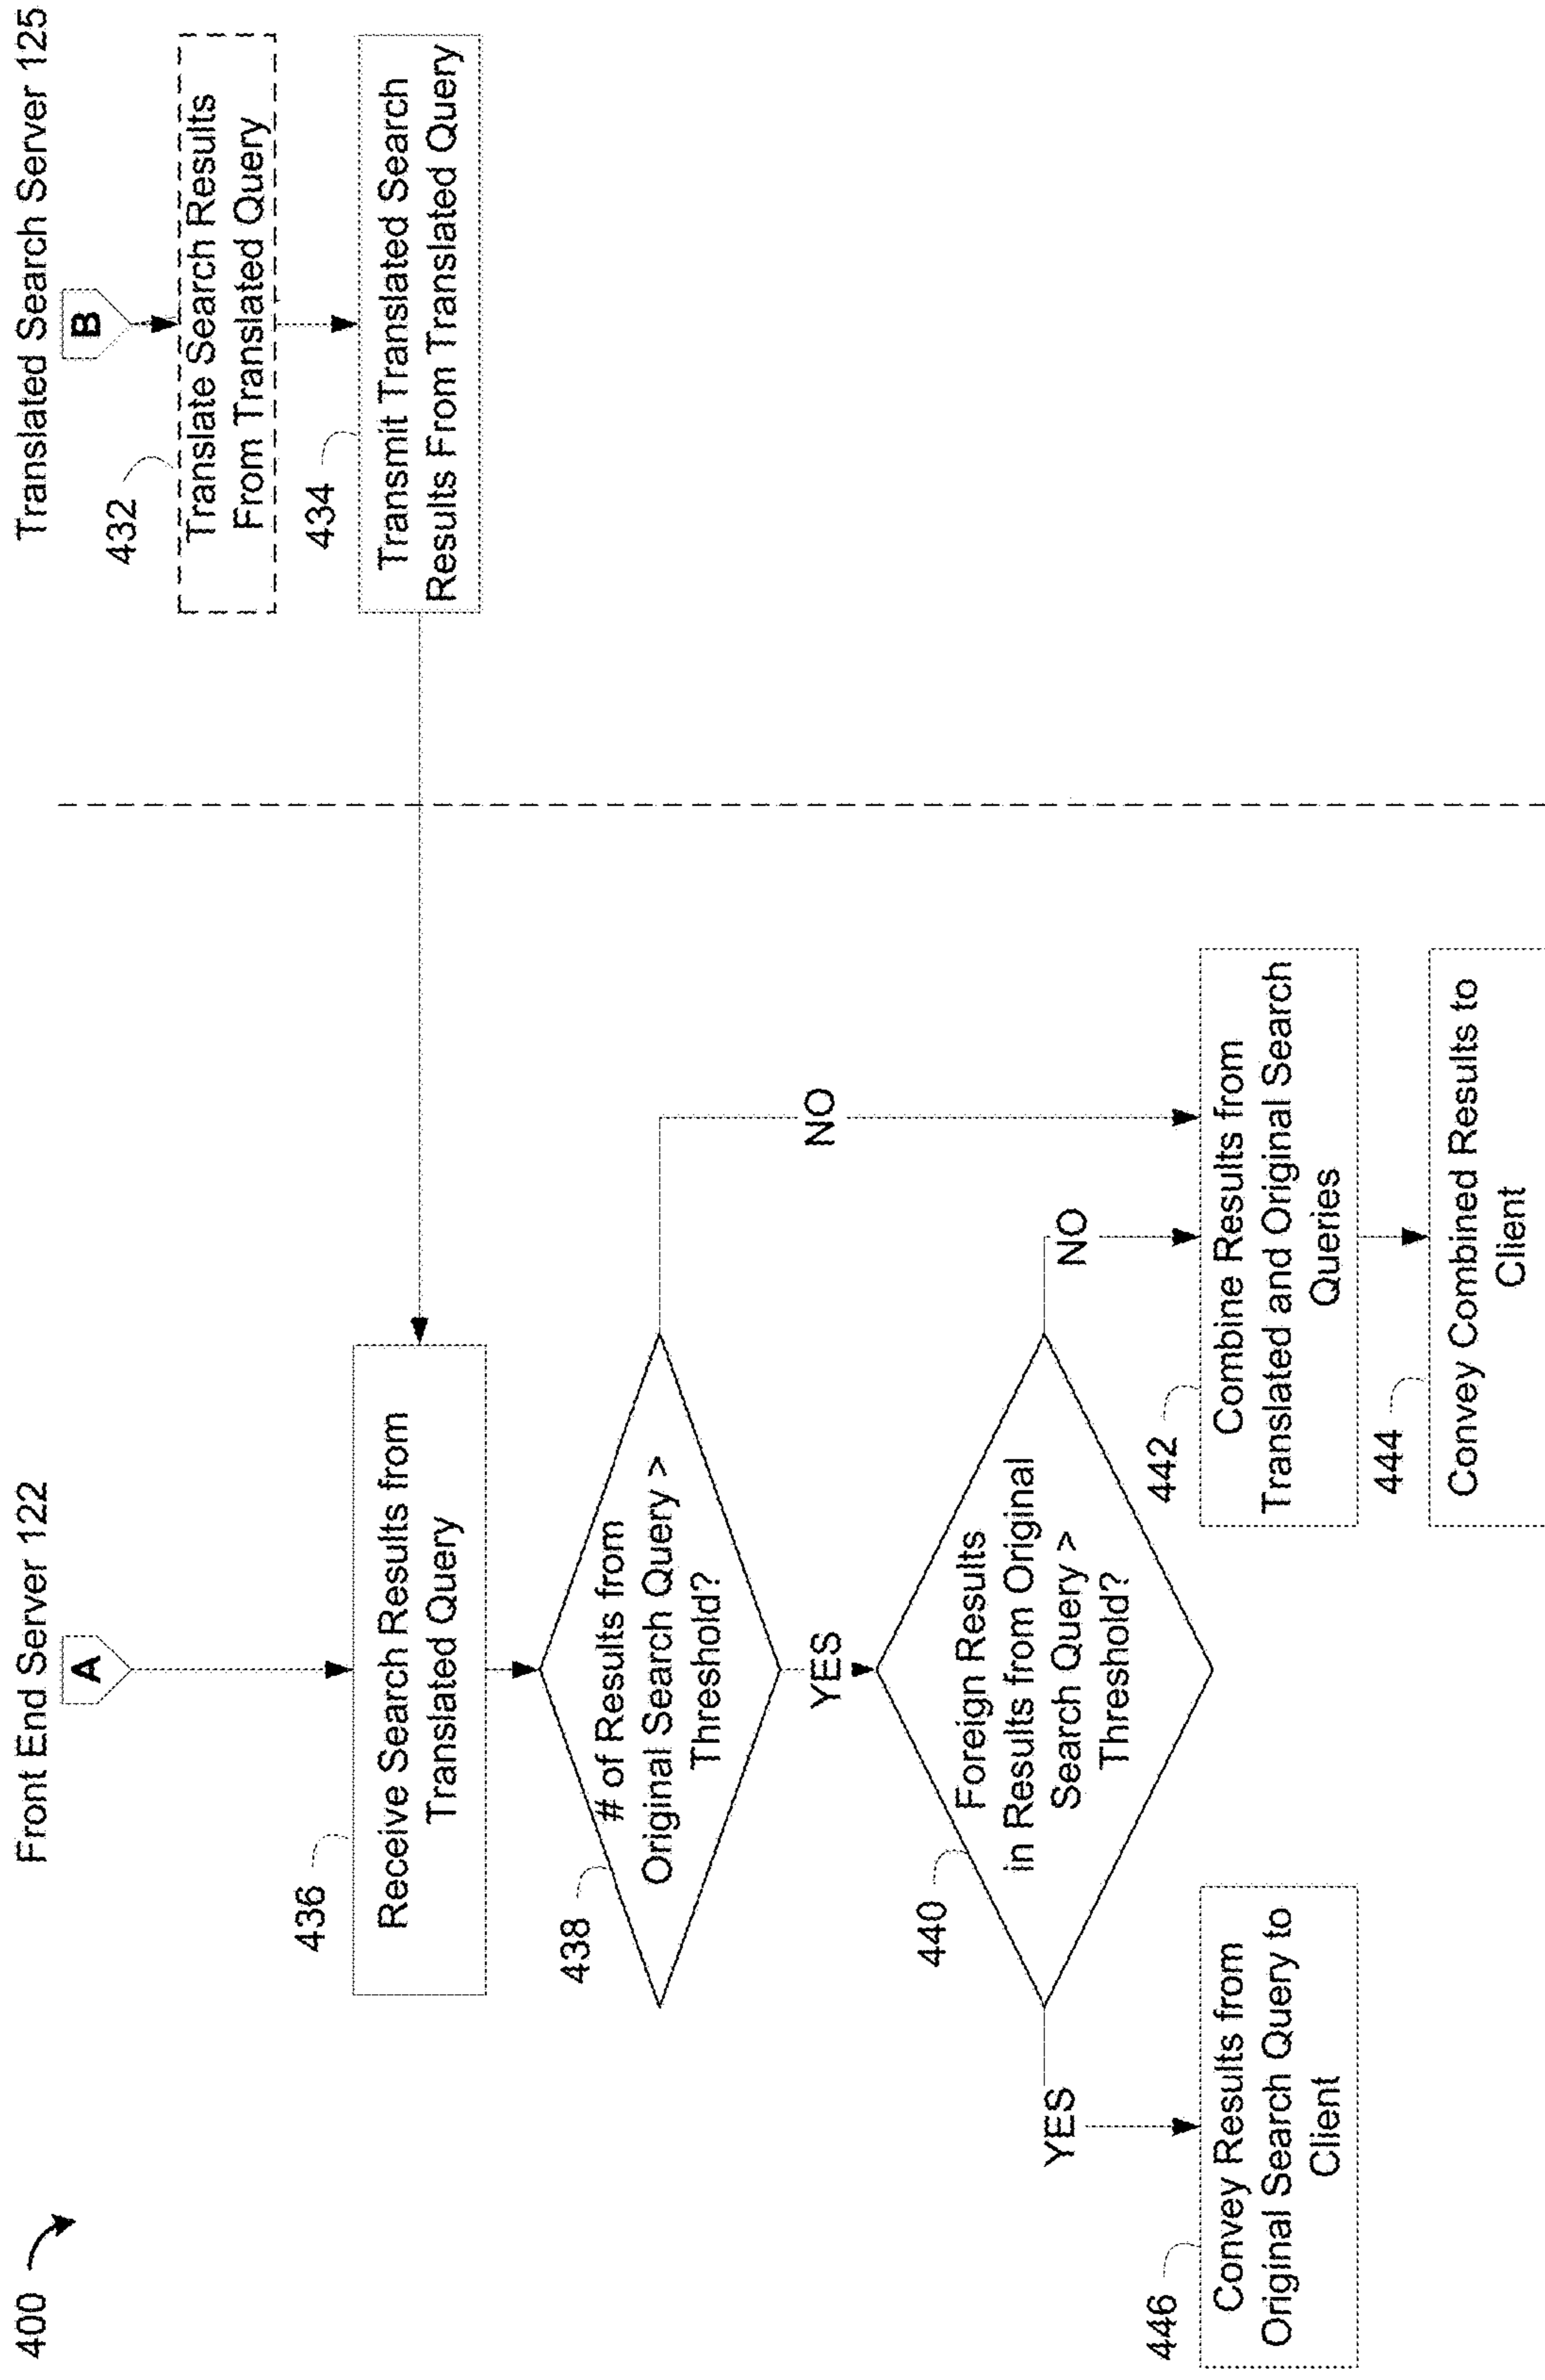 400
Front End Server 122
Translated Search Server 125
A
B
432
Translate Search Results
From Translated Query
434
Transmit Translated Search
Results From Translated Query
436
Receive Search Results from
Translated Query
438
# of Results from
Original Search Query >
Threshold?
NO
YES
440
Foreign Results
in Results from Original
Search Query >
Threshold?
YES
NO
446
Convey Results from
Original Search Query to
Client
442
Combine Results from
Translated and Original Search
Queries
444
Convey Combined Results to
Client